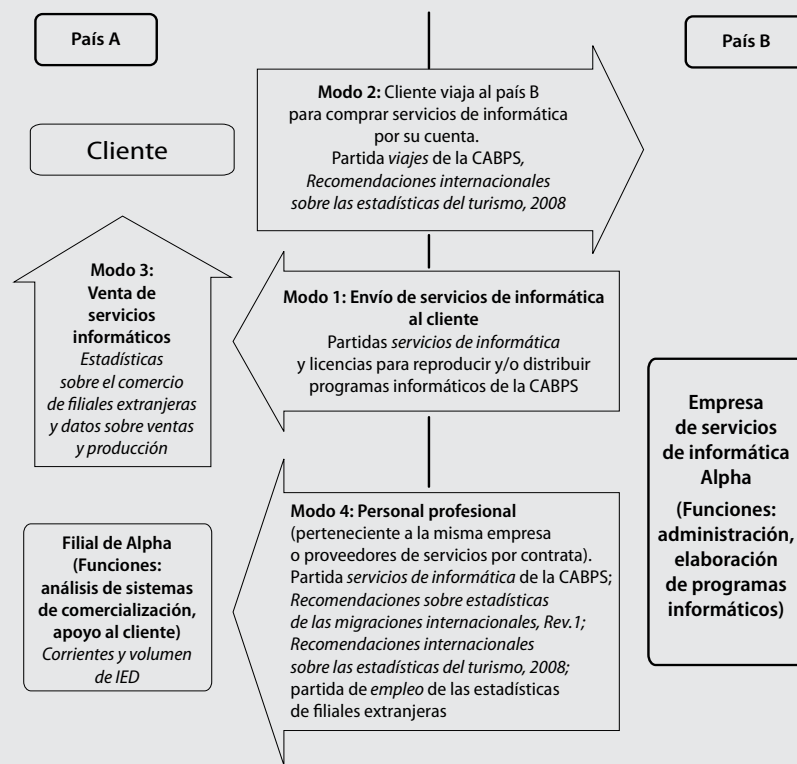 País A
País B
Modo 2: Cliente viaja al país B
para comprar servicios de informática
por su cuenta.
Partida viajes de la CABPS,
Recomendaciones internacionales
sobre las estadísticas del turismo, 2008
Cliente
Modo 3:
Venta de
servicios
informáticos
Estadísticas
sobre el comercio
de filiales extranjeras
y datos sobre ventas
y producción
Modo 1: Envío de servicios de informática
al cliente
Partidas servicios de informática
y licencias para reproducir y/o distribuir
programas informáticos de la CABPS
Empresa
de servicios
de informática
Alpha
(Funciones:
administración,
elaboración
de programas
informáticos)
Modo 4: Personal profesional
(perteneciente a la misma empresa
o proveedores de servicios por contrata).
Partida servicios de informática de la CABPS;
Recomendaciones sobre estadísticas
de las migraciones internacionales, Rev.1;
Recomendaciones internacionales
sobre las estadísticas del turismo, 2008;
partida de empleo de las estadísticas
de filiales extranjeras
Filial de Alpha
(Funciones:
análisis de sistemas
de comercialización,
apoyo al cliente)
Corrientes y volumen
de IED